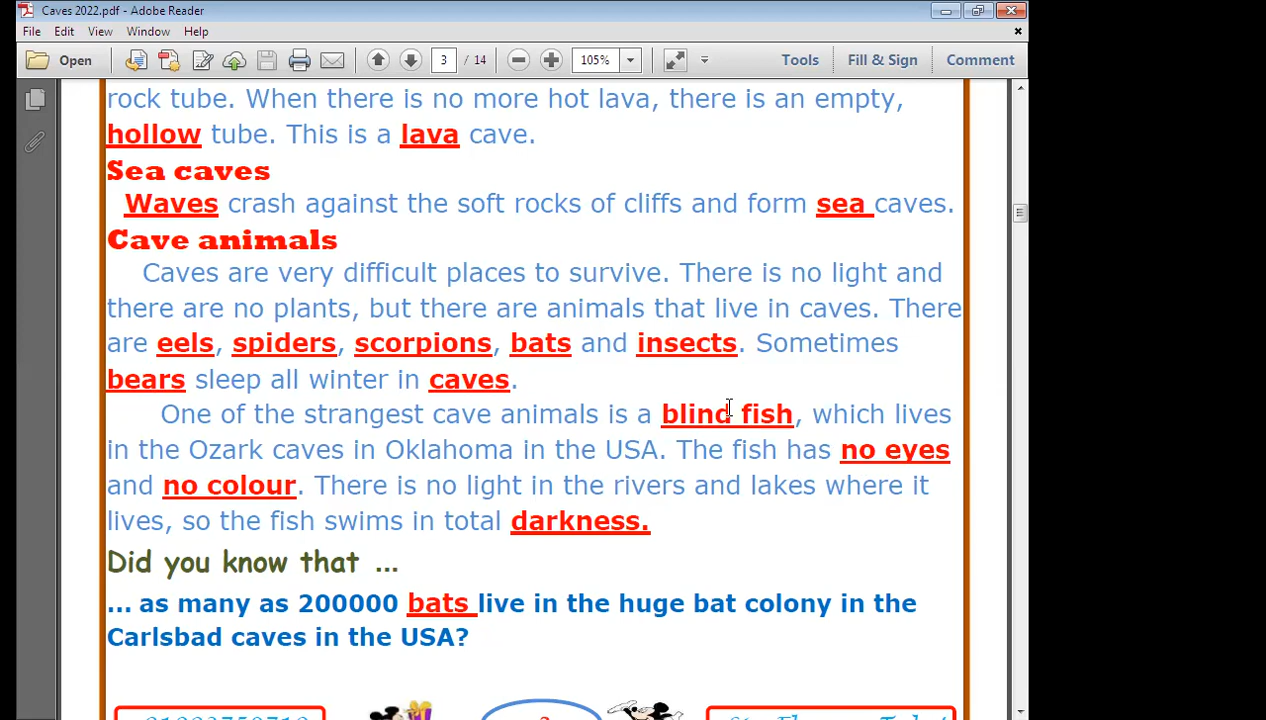 Caves 2022.pdf - Adobe Reader
File Edit View Window Help
Open 3 / 14 105% Tools Fill & Sign Comment
rock tube. When there is no more hot lava, there is an empty,
hollow tube. This is a lava cave.
Sea caves
Waves crash against the soft rocks of cliffs and form sea caves.
Cave animals
Caves are very difficult places to survive. There is no light and
there are no plants, but there are animals that live in caves. There
are eels, spiders, scorpions, bats and insects. Sometimes
bears sleep all winter in caves.
One of the strangest cave animals is a blind fish, which lives
in the Ozark caves in Oklahoma in the USA. The fish has no eyes
and no colour. There is no light in the rivers and lakes where it
lives, so the fish swims in total darkness.
Did you know that ...
... as many as 200000 bats live in the huge bat colony in the
Carlsbad caves in the USA?